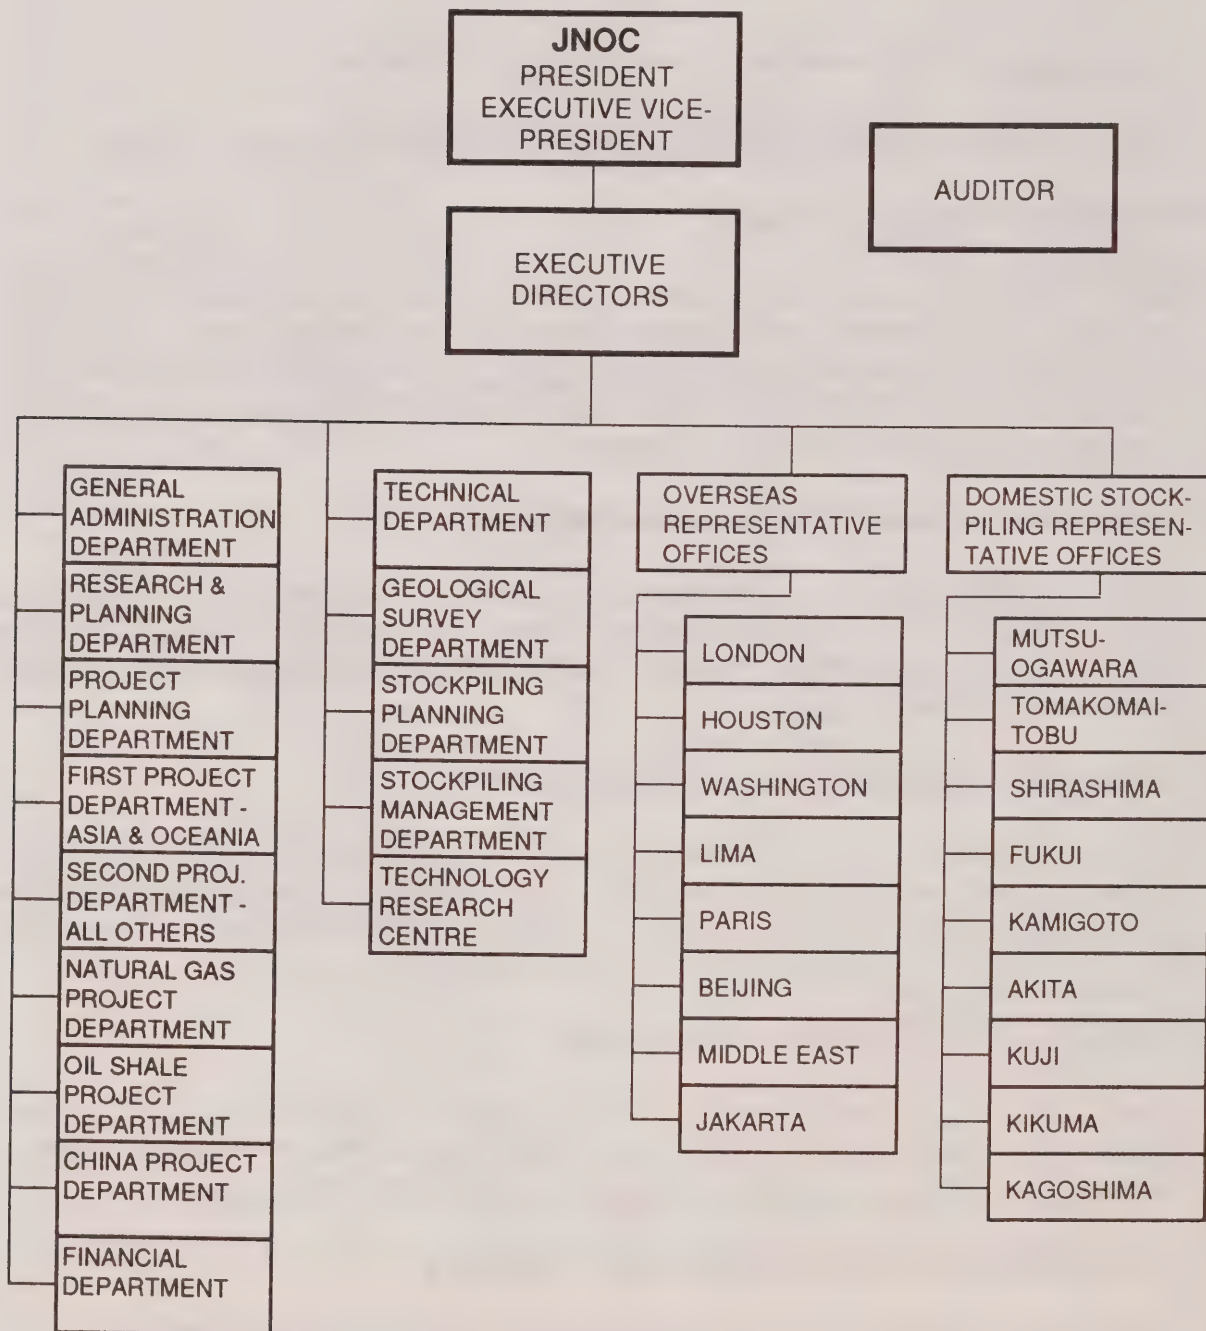 JNOC
PRESIDENT
EXECUTIVE VICE-
PRESIDENT
AUDITOR
EXECUTIVE
DIRECTORS
GENERAL
ADMINISTRATION
DEPARTMENT
RESEARCH &
PLANNING
DEPARTMENT
PROJECT
PLANNING
DEPARTMENT
FIRST PROJECT
DEPARTMENT -
ASIA & OCEANIA
SECOND PROJ.
DEPARTMENT -
ALL OTHERS
NATURAL GAS
PROJECT
DEPARTMENT
OIL SHALE
PROJECT
DEPARTMENT
CHINA PROJECT
DEPARTMENT
FINANCIAL
DEPARTMENT
TECHNICAL
DEPARTMENT
GEOLOGICAL
SURVEY
DEPARTMENT
STOCKPILING
PLANNING
DEPARTMENT
STOCKPILING
MANAGEMENT
DEPARTMENT
TECHNOLOGY
RESEARCH
CENTRE
OVERSEAS
REPRESENTATIVE
OFFICES
LONDON
HOUSTON
WASHINGTON
LIMA
PARIS
BEIJING
MIDDLE EAST
JAKARTA
DOMESTIC STOCK-
PILING REPRESEN-
TATIVE OFFICES
MUTSU-
OGAWARA
TOMAKOMAI-
TOBU
SHIRASHIMA
FUKUI
KAMIGOTO
AKITA
KUJI
KIKUMA
KAGOSHIMA